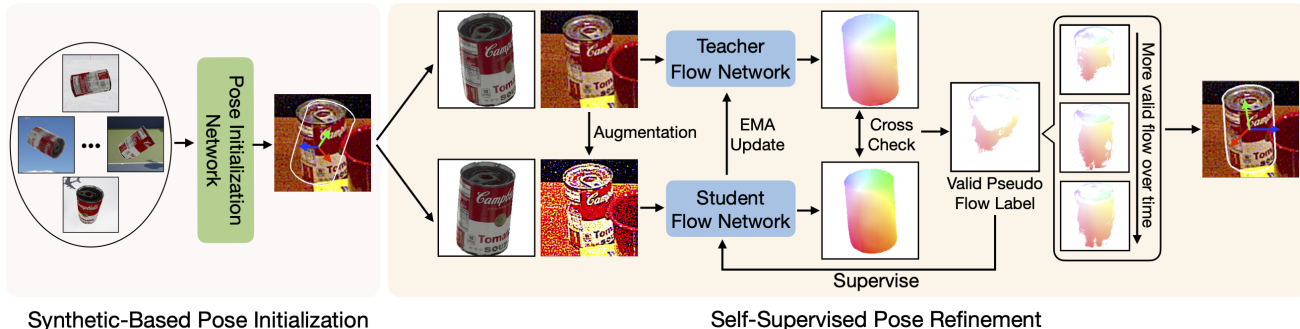 Pose Initialization
Network
Teacher
Flow Network
Augmentation
EMA
Update
Cross
Check
Student
Flow Network
Valid Pseudo
Flow Label
More valid flow over time
Supervise
Synthetic-Based Pose Initialization
Self-Supervised Pose Refinement